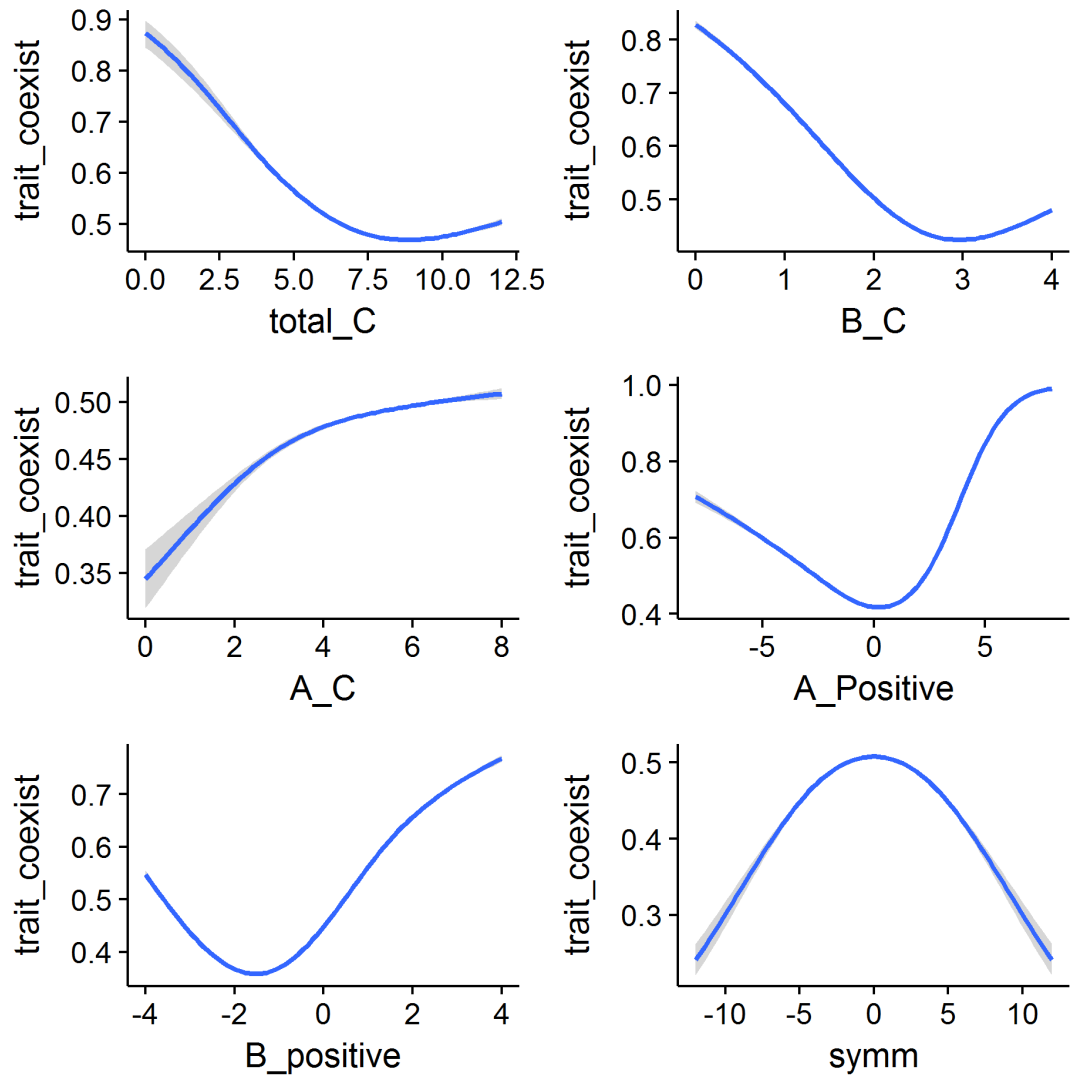 trait_coexist
0.9
0.8
0.7
0.6
0.5
0.0 2.5 5.0 7.5 10.0 12.5
total_C
trait_coexist
0.8
0.7
0.6
0.5
0 1 2 3 4
B_C
trait_coexist
0.50
0.45
0.40
0.35
0 2 4 6 8
A_C
trait_coexist
1.0
0.8
0.6
0.4
-5 0 5
A_Positive
trait_coexist
0.7
0.6
0.5
0.4
-4 -2 0 2 4
B_positive
trait_coexist
0.5
0.4
0.3
-10 -5 0 5 10
symm